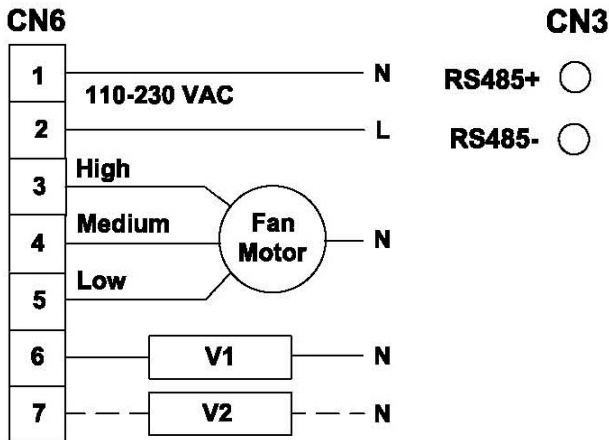 CN6 CN3
1 N RS485+
110-230 VAC
2 L RS485-
High
3
Medium Fan
4 Motor N
Low
5
6 V1 N
7 V2 N